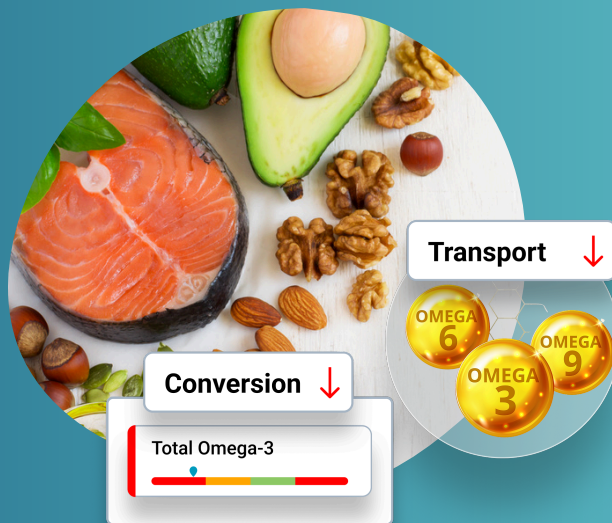 Transport
OMEGA
6
OMEGA
9
OMEGA
3
Conversion
Total Omega-3